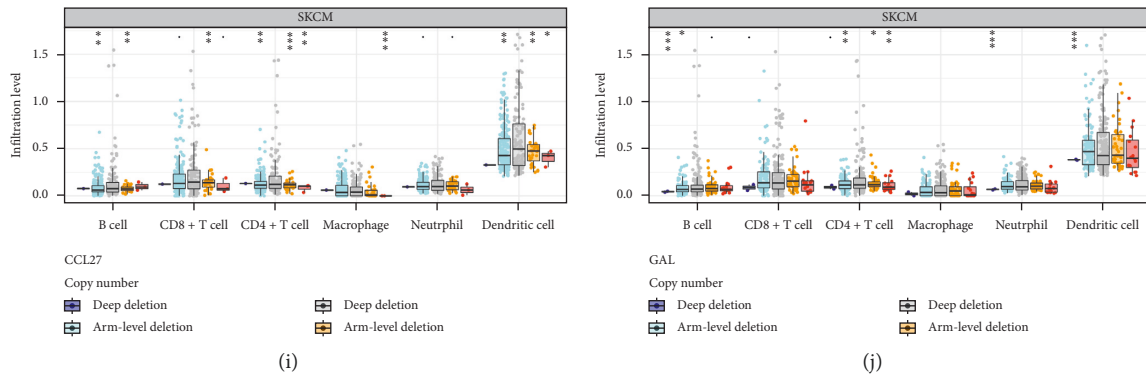 SKCM
** ** . ** . ** *** ** *** . . ** ** *
1.5
1.0
0.5
0.0
Infiltration level
B cell CD8 + T cell CD4 + T cell Macrophage Neutrphil Dendritic cell
CCL27
Copy number
Deep deletion Deep deletion
Arm-level deletion Arm-level deletion
(i)
SKCM
*** * . . . ** * ** *** ***
1.5
1.0
0.5
0.0
Infiltration level
B cell CD8 + T cell CD4 + T cell Macrophage Neutrphil Dendritic cell
GAL
Copy number
Deep deletion Deep deletion
Arm-level deletion Arm-level deletion
(j)